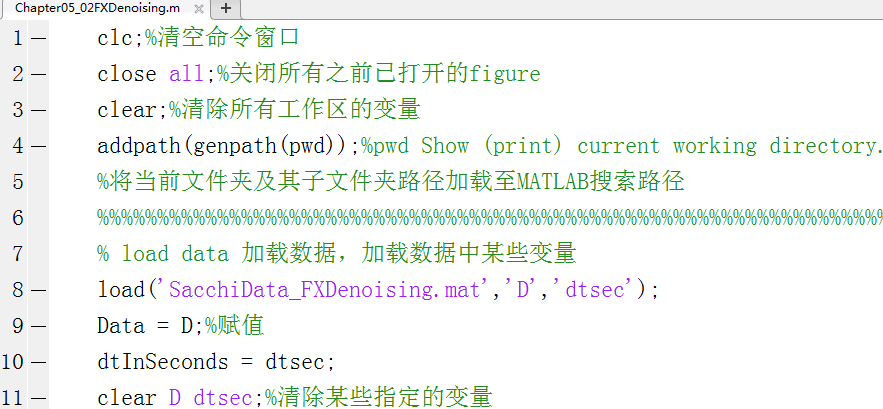 Chapter05_02FXDenoising.m × +
1 — clc;%清空命令窗口
2 — close all;%关闭所有之前已打开的figure
3 — clear;%清除所有工作区的变量
4 — addpath(genpath(pwd));%pwd Show (print) current working directory.
5 %将当前文件夹及其子文件夹路径加载至MATLAB搜索路径
6 %%%%%%%%%%%%%%%%%%%%%%%%%%%%%%%%%%%%%%%%%%%%%%%%%%%%%%%%%%%%%%%%%%
7 % load data 加载数据，加载数据中某些变量
8 — load('SacchiData_FXDenoising.mat','D','dtsec');
9 — Data = D;%赋值
10 — dtInSeconds = dtsec;
11 — clear D dtsec;%清除某些指定的变量